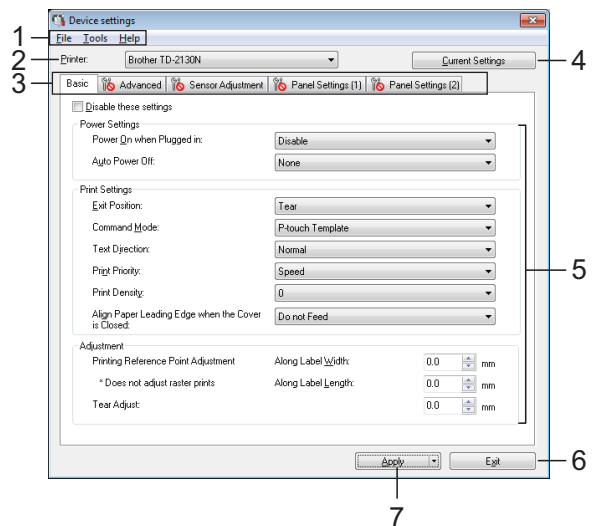 Device settings
1 File Tools Help
2 Printer: Brother TD-2130N Current Settings 4
3 Basic Advanced Sensor Adjustment Panel Settings (1) Panel Settings (2)
Disable these settings
Power Settings
Power On when Plugged in: Disable
Auto Power Off: None
Print Settings
Exit Position: Tear
Command Mode: P-touch Template
Text Direction: Normal
Print Priority: Speed
5
Print Density: 0
Align Paper Leading Edge when the Cover
is Closed: Do not Feed
Adjustment
Printing Reference Point Adjustment Along Label Width: 0.0 mm
* Does not adjust raster prints Along Label Length: 0.0 mm
Tear Adjust: 0.0 mm
Apply Exit 6
7